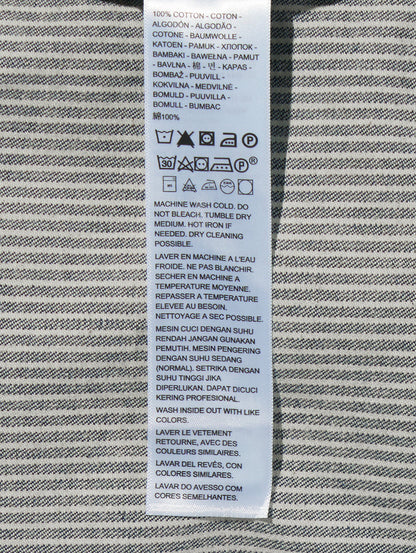 100% COTTON - COTON -
ALGODÓN - ALGODÃO -
COTONE - BAUMWOLLE -
KATOEN - PAMUK - ХЛОПОК -
BAMBAKI - BAWEŁNA - PAMUT
- BAVLNA - 棉 - 면 - KAPAS -
BOMBAŽ - PUUVILL -
KOKVILNA - MEDVILNĖ -
BOMULD - PUUVILLA -
BOMULL - BUMBAC
綿100%
P
30 P ®
MACHINE WASH COLD. DO
NOT BLEACH. TUMBLE DRY
MEDIUM. HOT IRON IF
NEEDED. DRY CLEANING
POSSIBLE.
LAVER EN MACHINE A L'EAU
FROIDE. NE PAS BLANCHIR.
SECHER EN MACHINE A
TEMPERATURE MOYENNE.
REPASSER A TEMPERATURE
ELEVEE AU BESOIN.
NETTOYAGE A SEC POSSIBLE.
MESIN CUCI DENGAN SUHU
RENDAH JANGAN GUNAKAN
PEMUTIH. MESIN PENGERING
DENGAN SUHU SEDANG
(NORMAL). SETRIKA DENGAN
SUHU TINGGI JIKA
DIPERLUKAN. DAPAT DICUCI
KERING PROFESIONAL.
WASH INSIDE OUT WITH LIKE
COLORS.
LAVER LE VETEMENT
RETOURNE, AVEC DES
COULEURS SIMILAIRES.
LAVAR DEL REVÉS, CON
COLORES SIMILARES.
LAVAR DO AVESSO COM
CORES SEMELHANTES.